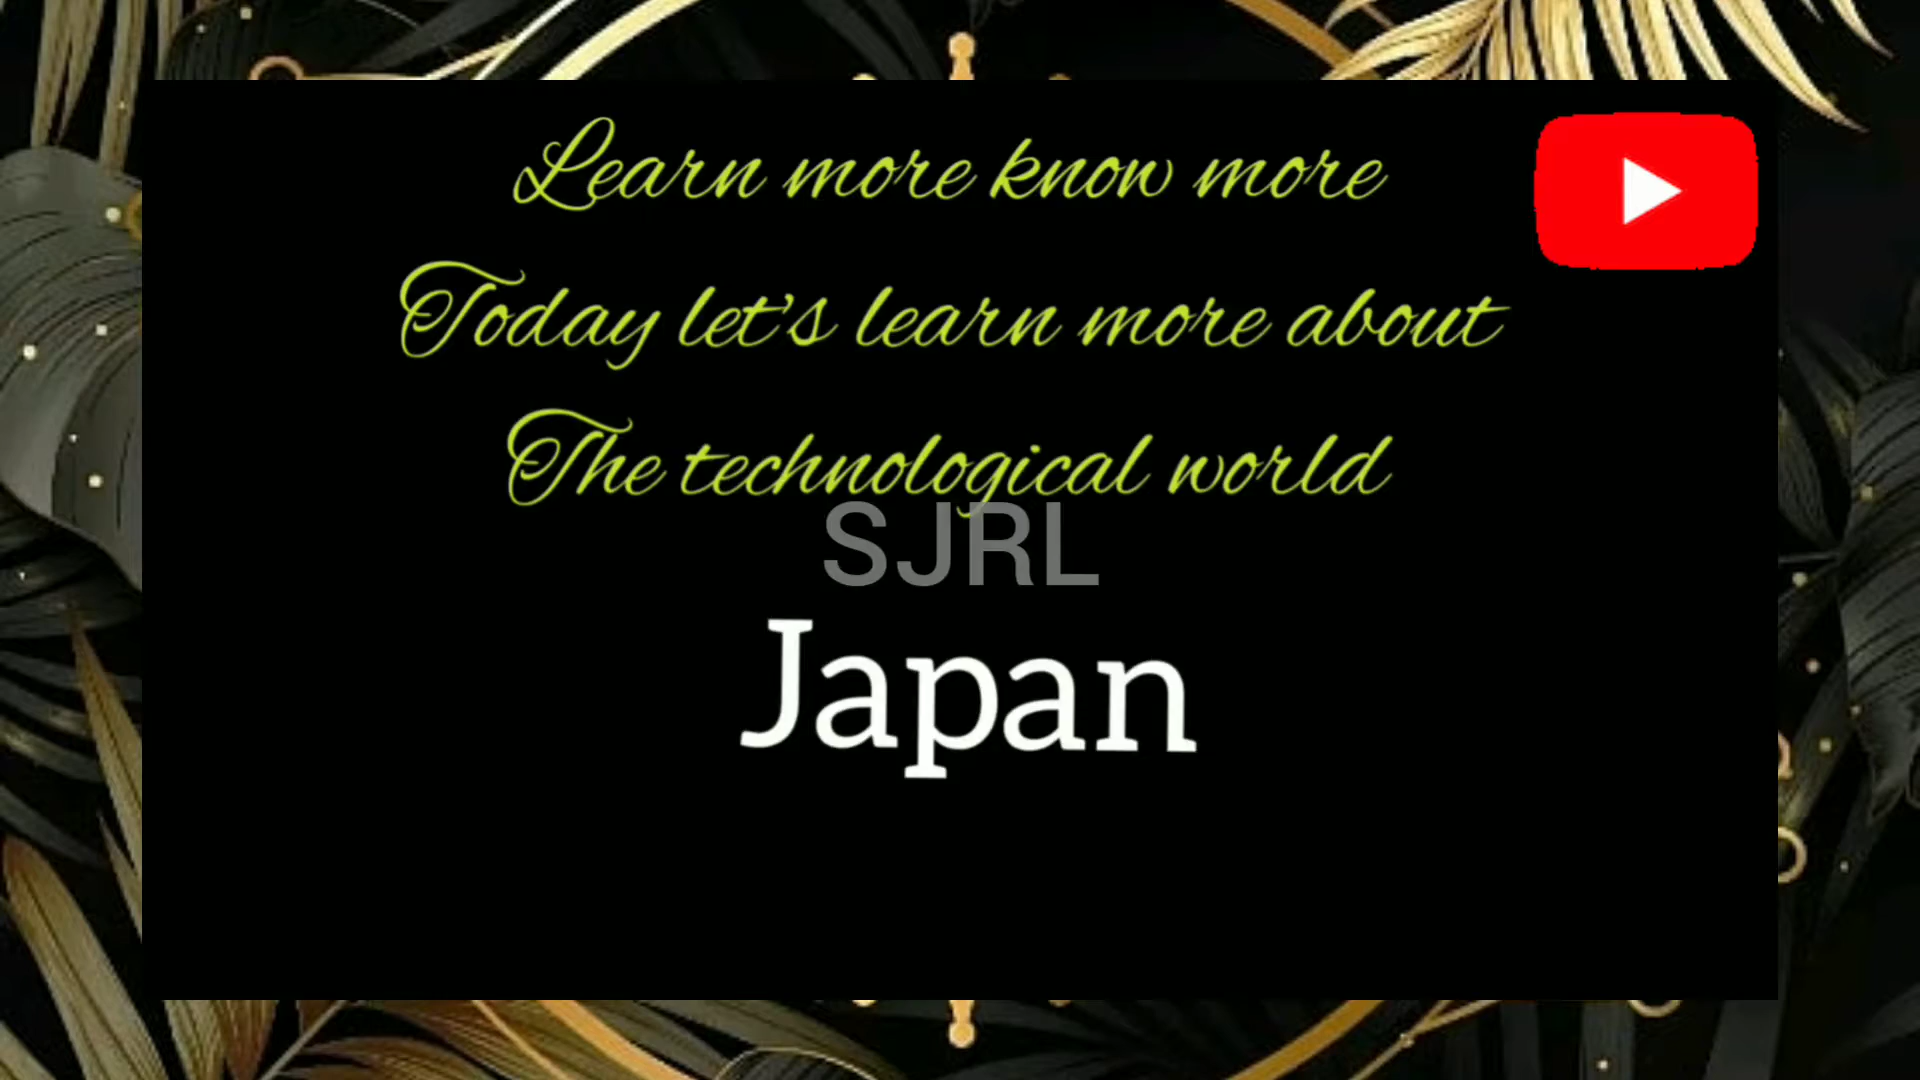 Learn more know more
Today let's learn more about
The technological world
SJRL
Japan